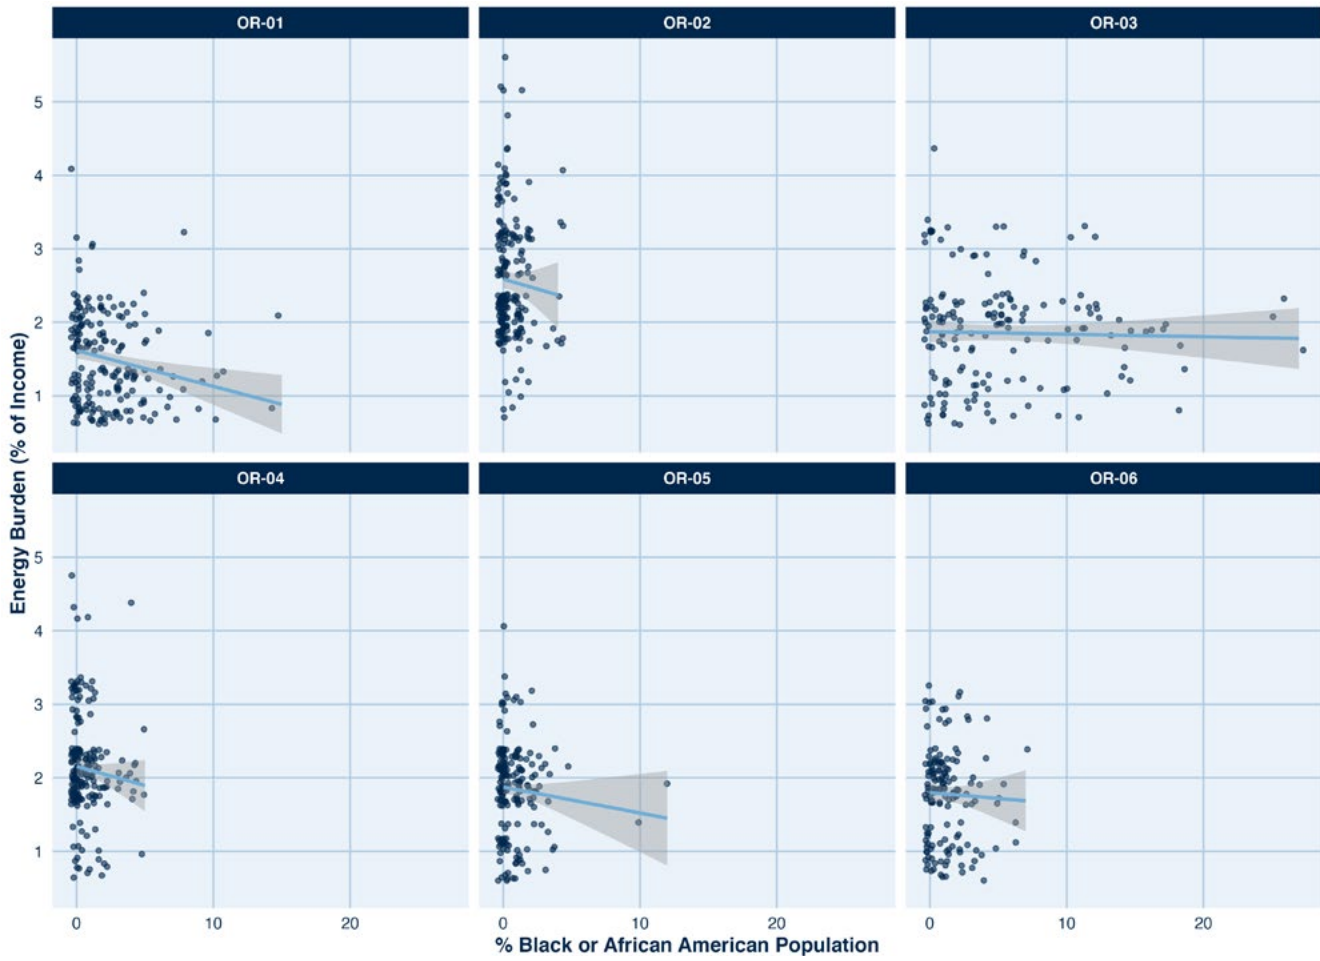 OR-01 OR-02 OR-03
5
4
3
2
1
OR-04 OR-05 OR-06
5
4
3
2
1
0 10 20 0 10 20 0 10 20
Energy Burden (% of Income)
% Black or African American Population